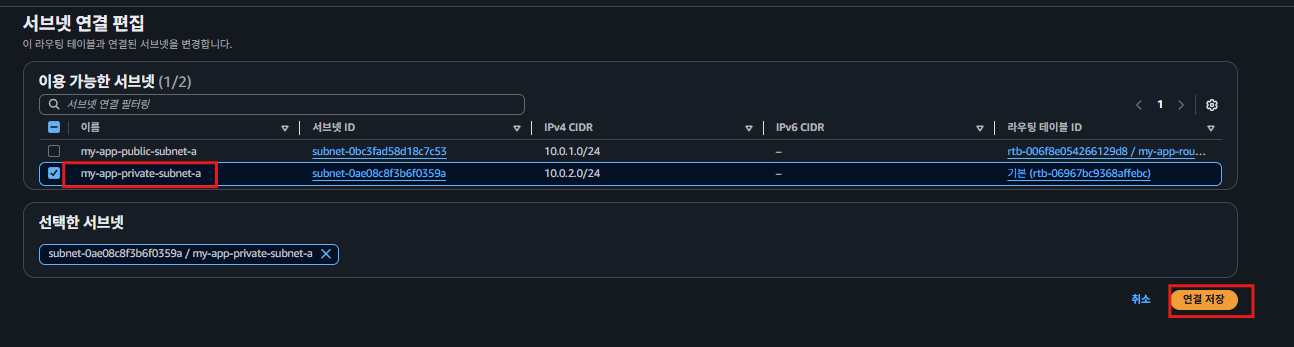 서브넷 연결 편집
이 라우팅 테이블과 연결된 서브넷을 변경합니다.
이용 가능한 서브넷 (1/2)
서브넷 연결 필터링
1
이름 서브넷 ID IPv4 CIDR IPv6 CIDR 라우팅 테이블 ID
my-app-public-subnet-a subnet-0bc3fad58d18c7c53 10.0.1.0/24 – rtb-006f8e054266129d8 / my-app-rou...
my-app-private-subnet-a subnet-0ae08c8f3b6f0359a 10.0.2.0/24 – 기본 (rtb-06967bc9368affebc)
선택한 서브넷
subnet-0ae08c8f3b6f0359a / my-app-private-subnet-a
취소 연결 저장